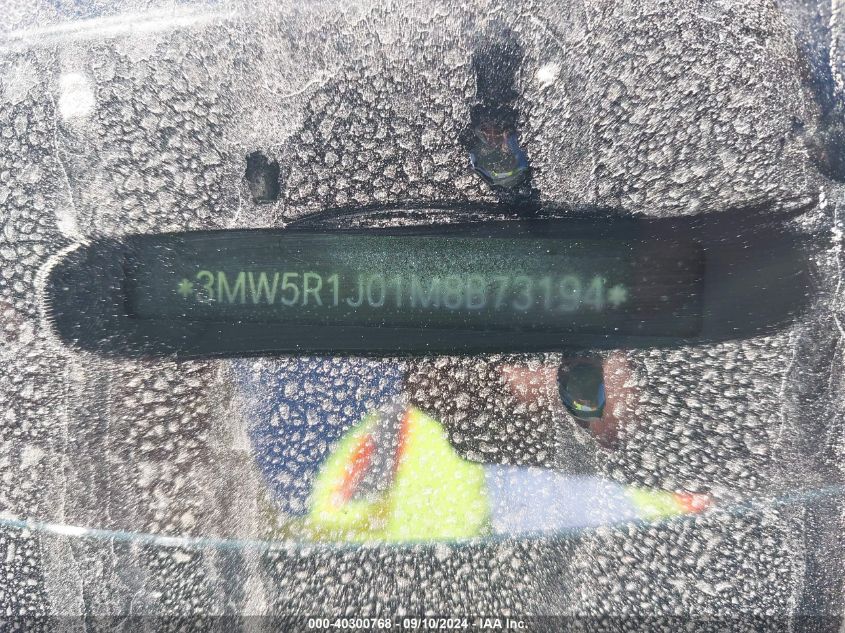 *3MW5R1J01M8B73194*
000-40300768 - 09/10/2024 - IAA Inc.